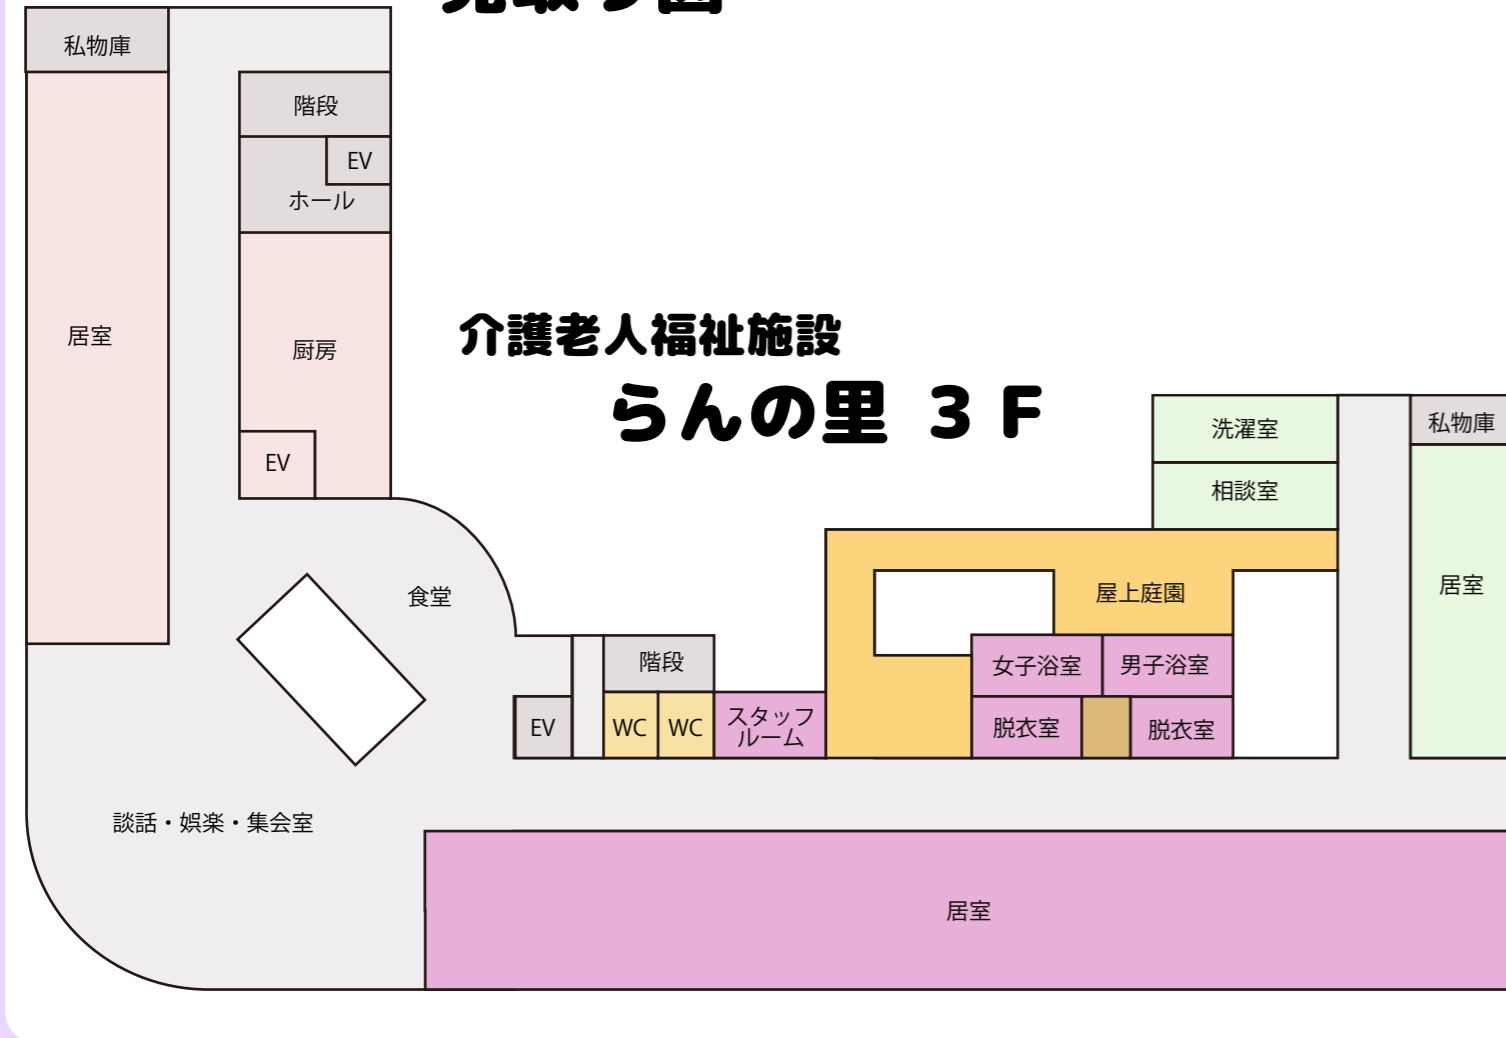 見取り図
私物庫
階段
EV
ホール
居室
厨房
EV
介護老人福祉施設
らんの里 3F
洗濯室
私物庫
相談室
居室
食堂
屋上庭園
階段
女子浴室
男子浴室
EV
WC
WC
スタッフ
ルーム
脱衣室
脱衣室
談話・娯楽・集会室
居室